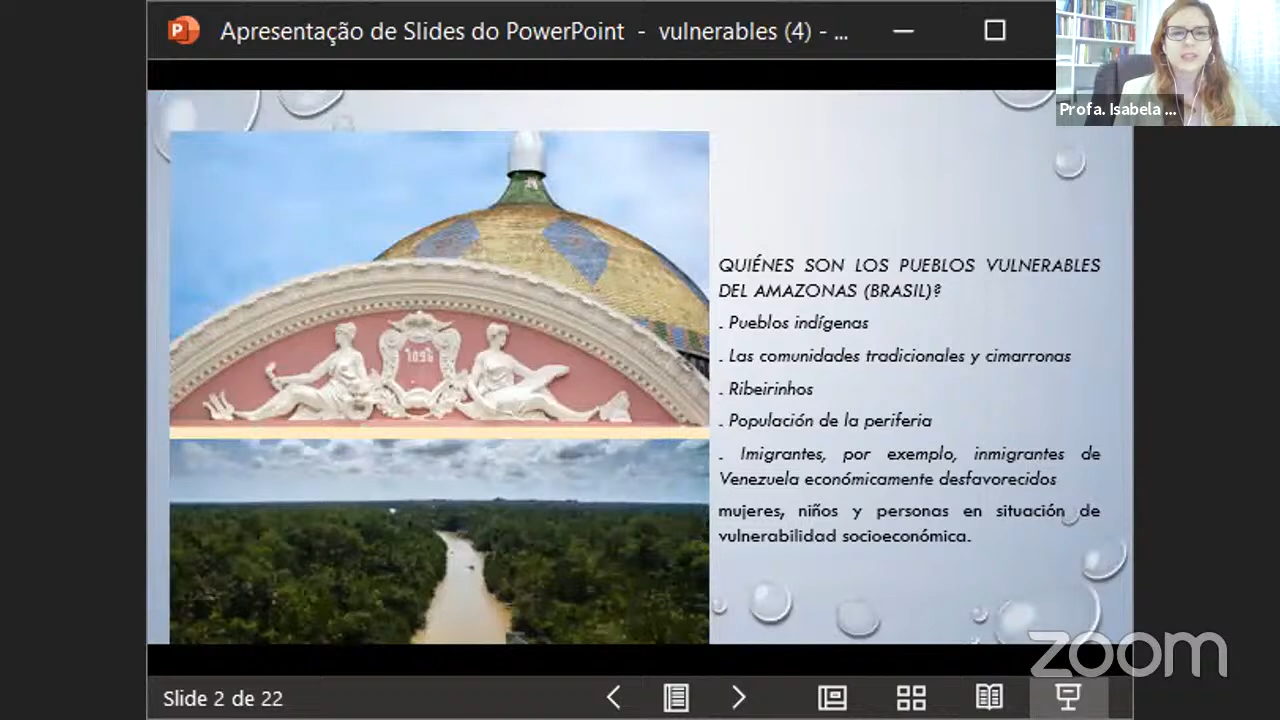 Apresentação de Slides do PowerPoint - vulnerables (4) - ...
Profa. Isabela ...
QUIÉNES SON LOS PUEBLOS VULNERABLES
DEL AMAZONAS (BRASIL)?
. Pueblos indígenas
. Las comunidades tradicionales y cimarronas
. Ribeirinhos
. Población de la periferia
. Imigrantes, por exemplo, inmigrantes de
Venezuela económicamente desfavorecidos
mujeres, niños y personas en situación de
vulnerabilidad socioeconómica.
zoom
Slide 2 de 22